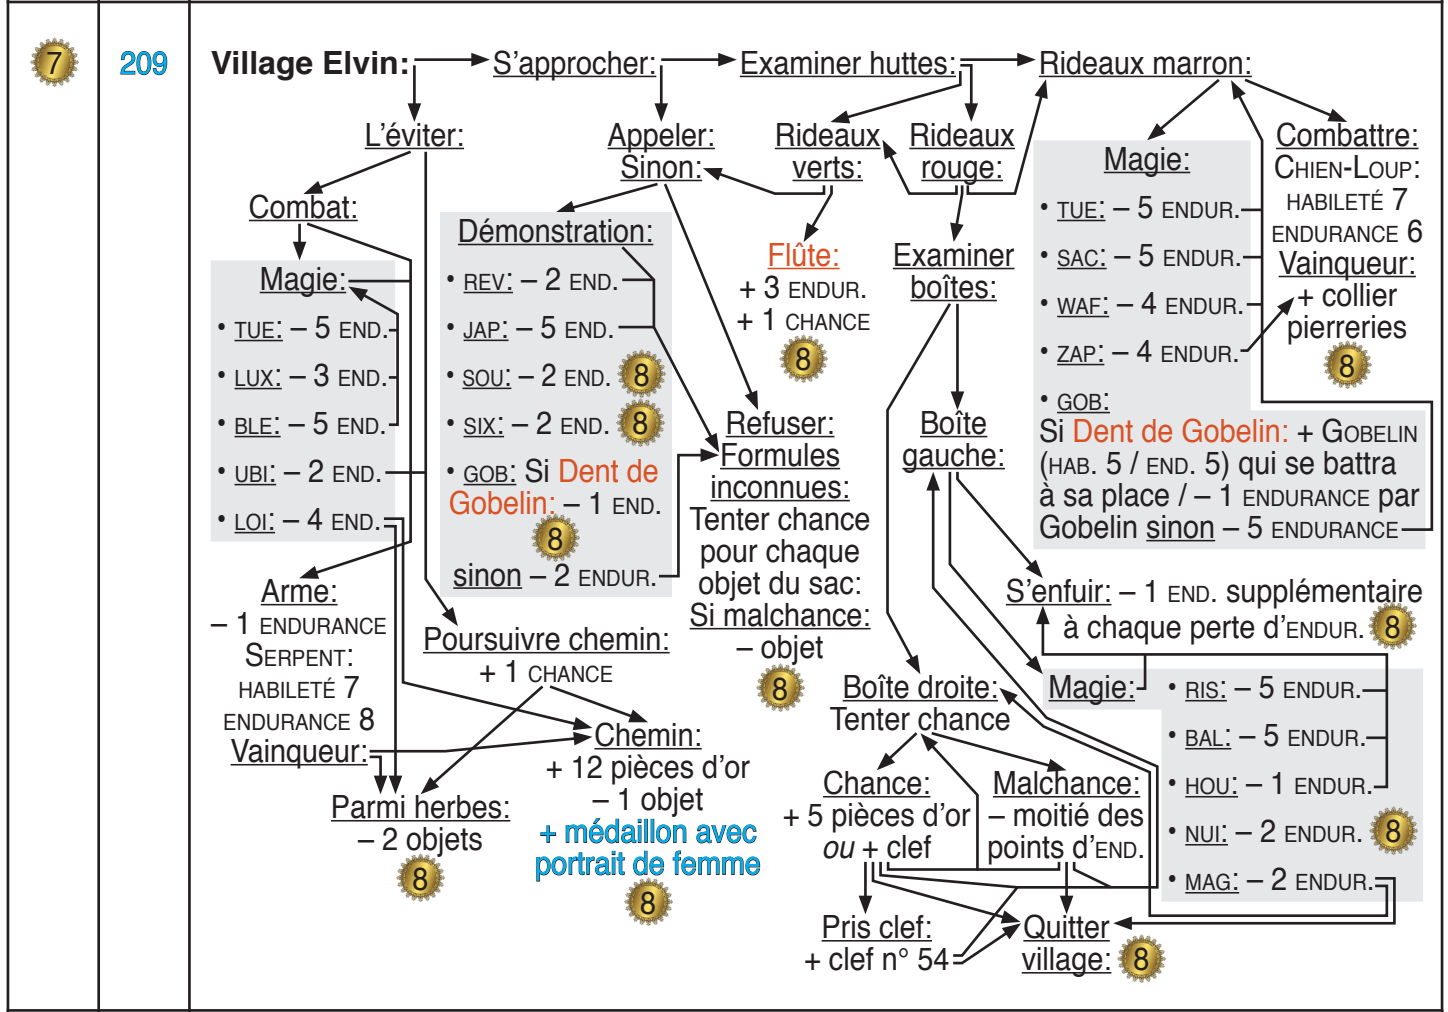 7
209
Village Elvin:
S'approcher:
Examiner huttes:
Rideaux marron:
L'éviter:
Appeler:
Sinon:
Rideaux
verts:
Rideaux
rouge:
Combattre:
CHIEN-LOUP:
HABILETÉ 7
ENDURANCE 6
Vainqueur:
+ collier
pierreries
8
Magie:
• TUE: – 5 ENDUR.
• SAC: – 5 ENDUR.
• WAF: – 4 ENDUR.
• ZAP: – 4 ENDUR.
• GOB:
Si Dent de Gobelin: + GOBELIN
(HAB. 5 / END. 5) qui se battra
à sa place / – 1 ENDURANCE par
Gobelin sinon – 5 ENDURANCE
Combat:
Magie:
• TUE: – 5 END.
• LUX: – 3 END.
• BLE: – 5 END.
• UBI: – 2 END.
• LOI: – 4 END.
Démonstration:
• REV: – 2 END.
• JAP: – 5 END.
• SOU: – 2 END. 8
• SIX: – 2 END. 8
• GOB: Si Dent de
Gobelin: – 1 END.
8
sinon – 2 ENDUR.
Flûte:
+ 3 ENDUR.
+ 1 CHANCE
8
Examiner
boîtes:
Refuser:
Formules
inconnues:
Tenter chance
pour chaque
objet du sac:
Si malchance:
– objet
8
Boîte
gauche:
Arme:
– 1 ENDURANCE
SERPENT:
HABILETÉ 7
ENDURANCE 8
Vainqueur:
Poursuivre chemin:
+ 1 CHANCE
S'enfuir: – 1 END. supplémentaire
à chaque perte d'ENDUR. 8
Boîte droite:
Tenter chance
Magie:
• RIS: – 5 ENDUR.
• BAL: – 5 ENDUR.
• HOU: – 1 ENDUR.
• NUI: – 2 ENDUR. 8
• MAG: – 2 ENDUR.
Chemin:
+ 12 pièces d'or
– 1 objet
+ médaillon avec
portrait de femme
8
Parmi herbes:
– 2 objets
8
Chance:
+ 5 pièces d'or
ou + clef
Malchance:
– moitié des
points d'END.
Pris clef:
+ clef n° 54
Quitter
village: 8